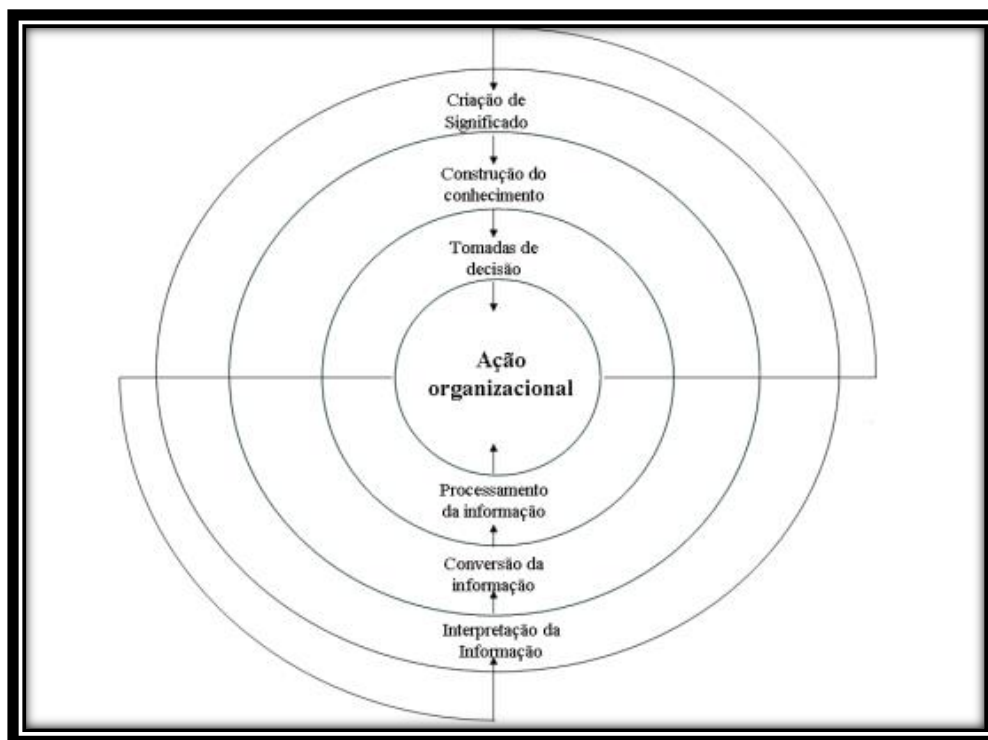 Criação de
Significado
Construção do
conhecimento
Tomadas de
decisão
Ação
organizacional
Processamento
da informação
Conversão da
informação
Interpretação da
Informação